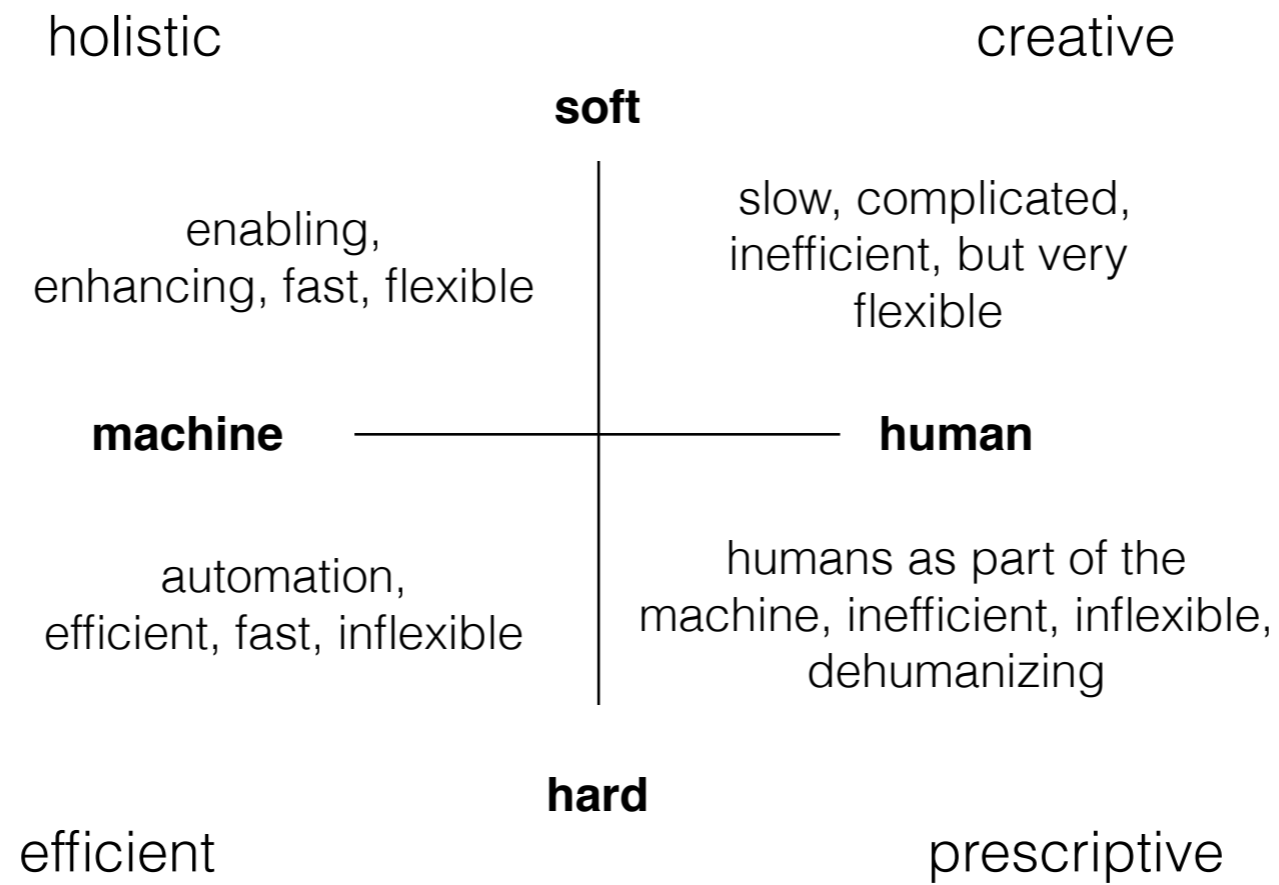 holistic
creative
soft
enabling,
enhancing, fast, flexible
slow, complicated,
inefficient, but very
flexible
machine
human
automation,
efficient, fast, inflexible
humans as part of the
machine, inefficient, inflexible,
dehumanizing
hard
efficient
prescriptive